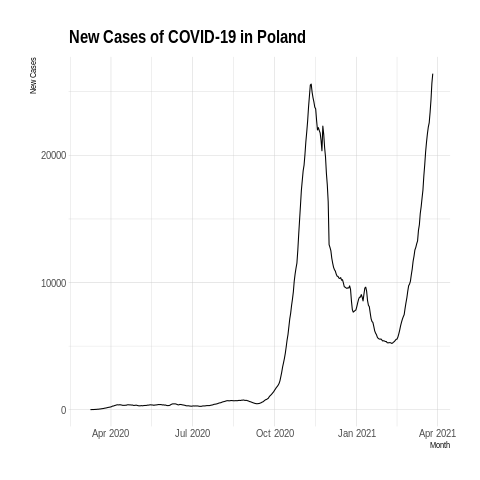 New Cases of COVID-19 in Poland
New Cases
20000
10000
0
Apr 2020
Jul 2020
Oct 2020
Jan 2021
Apr 2021
Month